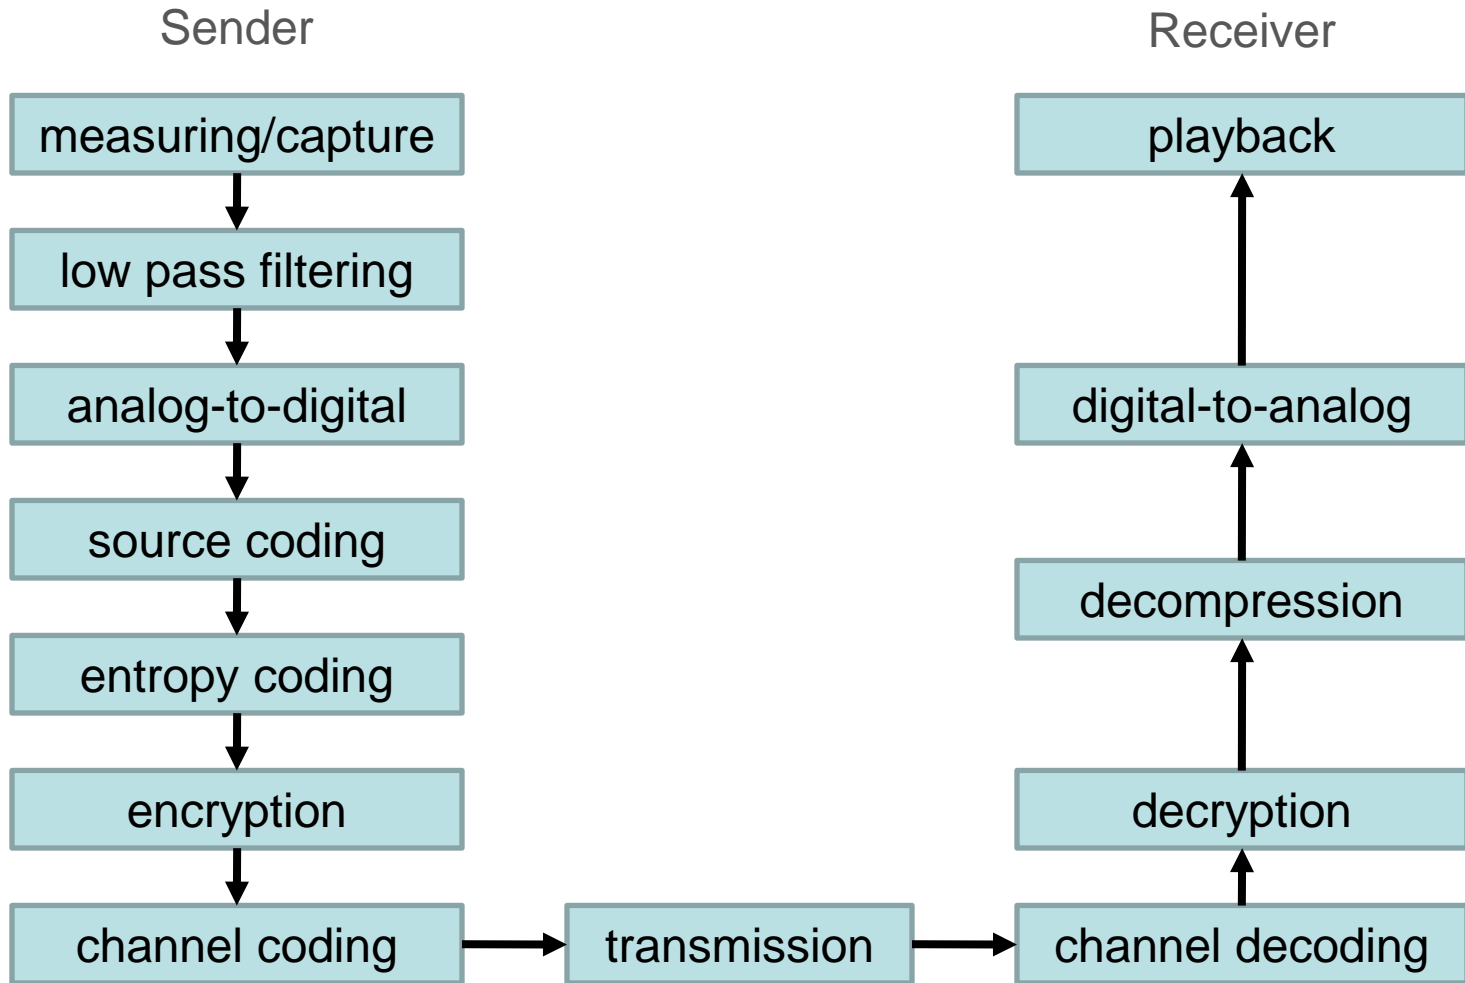 Sender
Receiver
measuring/capture
playback
low pass filtering
analog-to-digital
digital-to-analog
source coding
decompression
entropy coding
encryption
decryption
channel coding
transmission
channel decoding